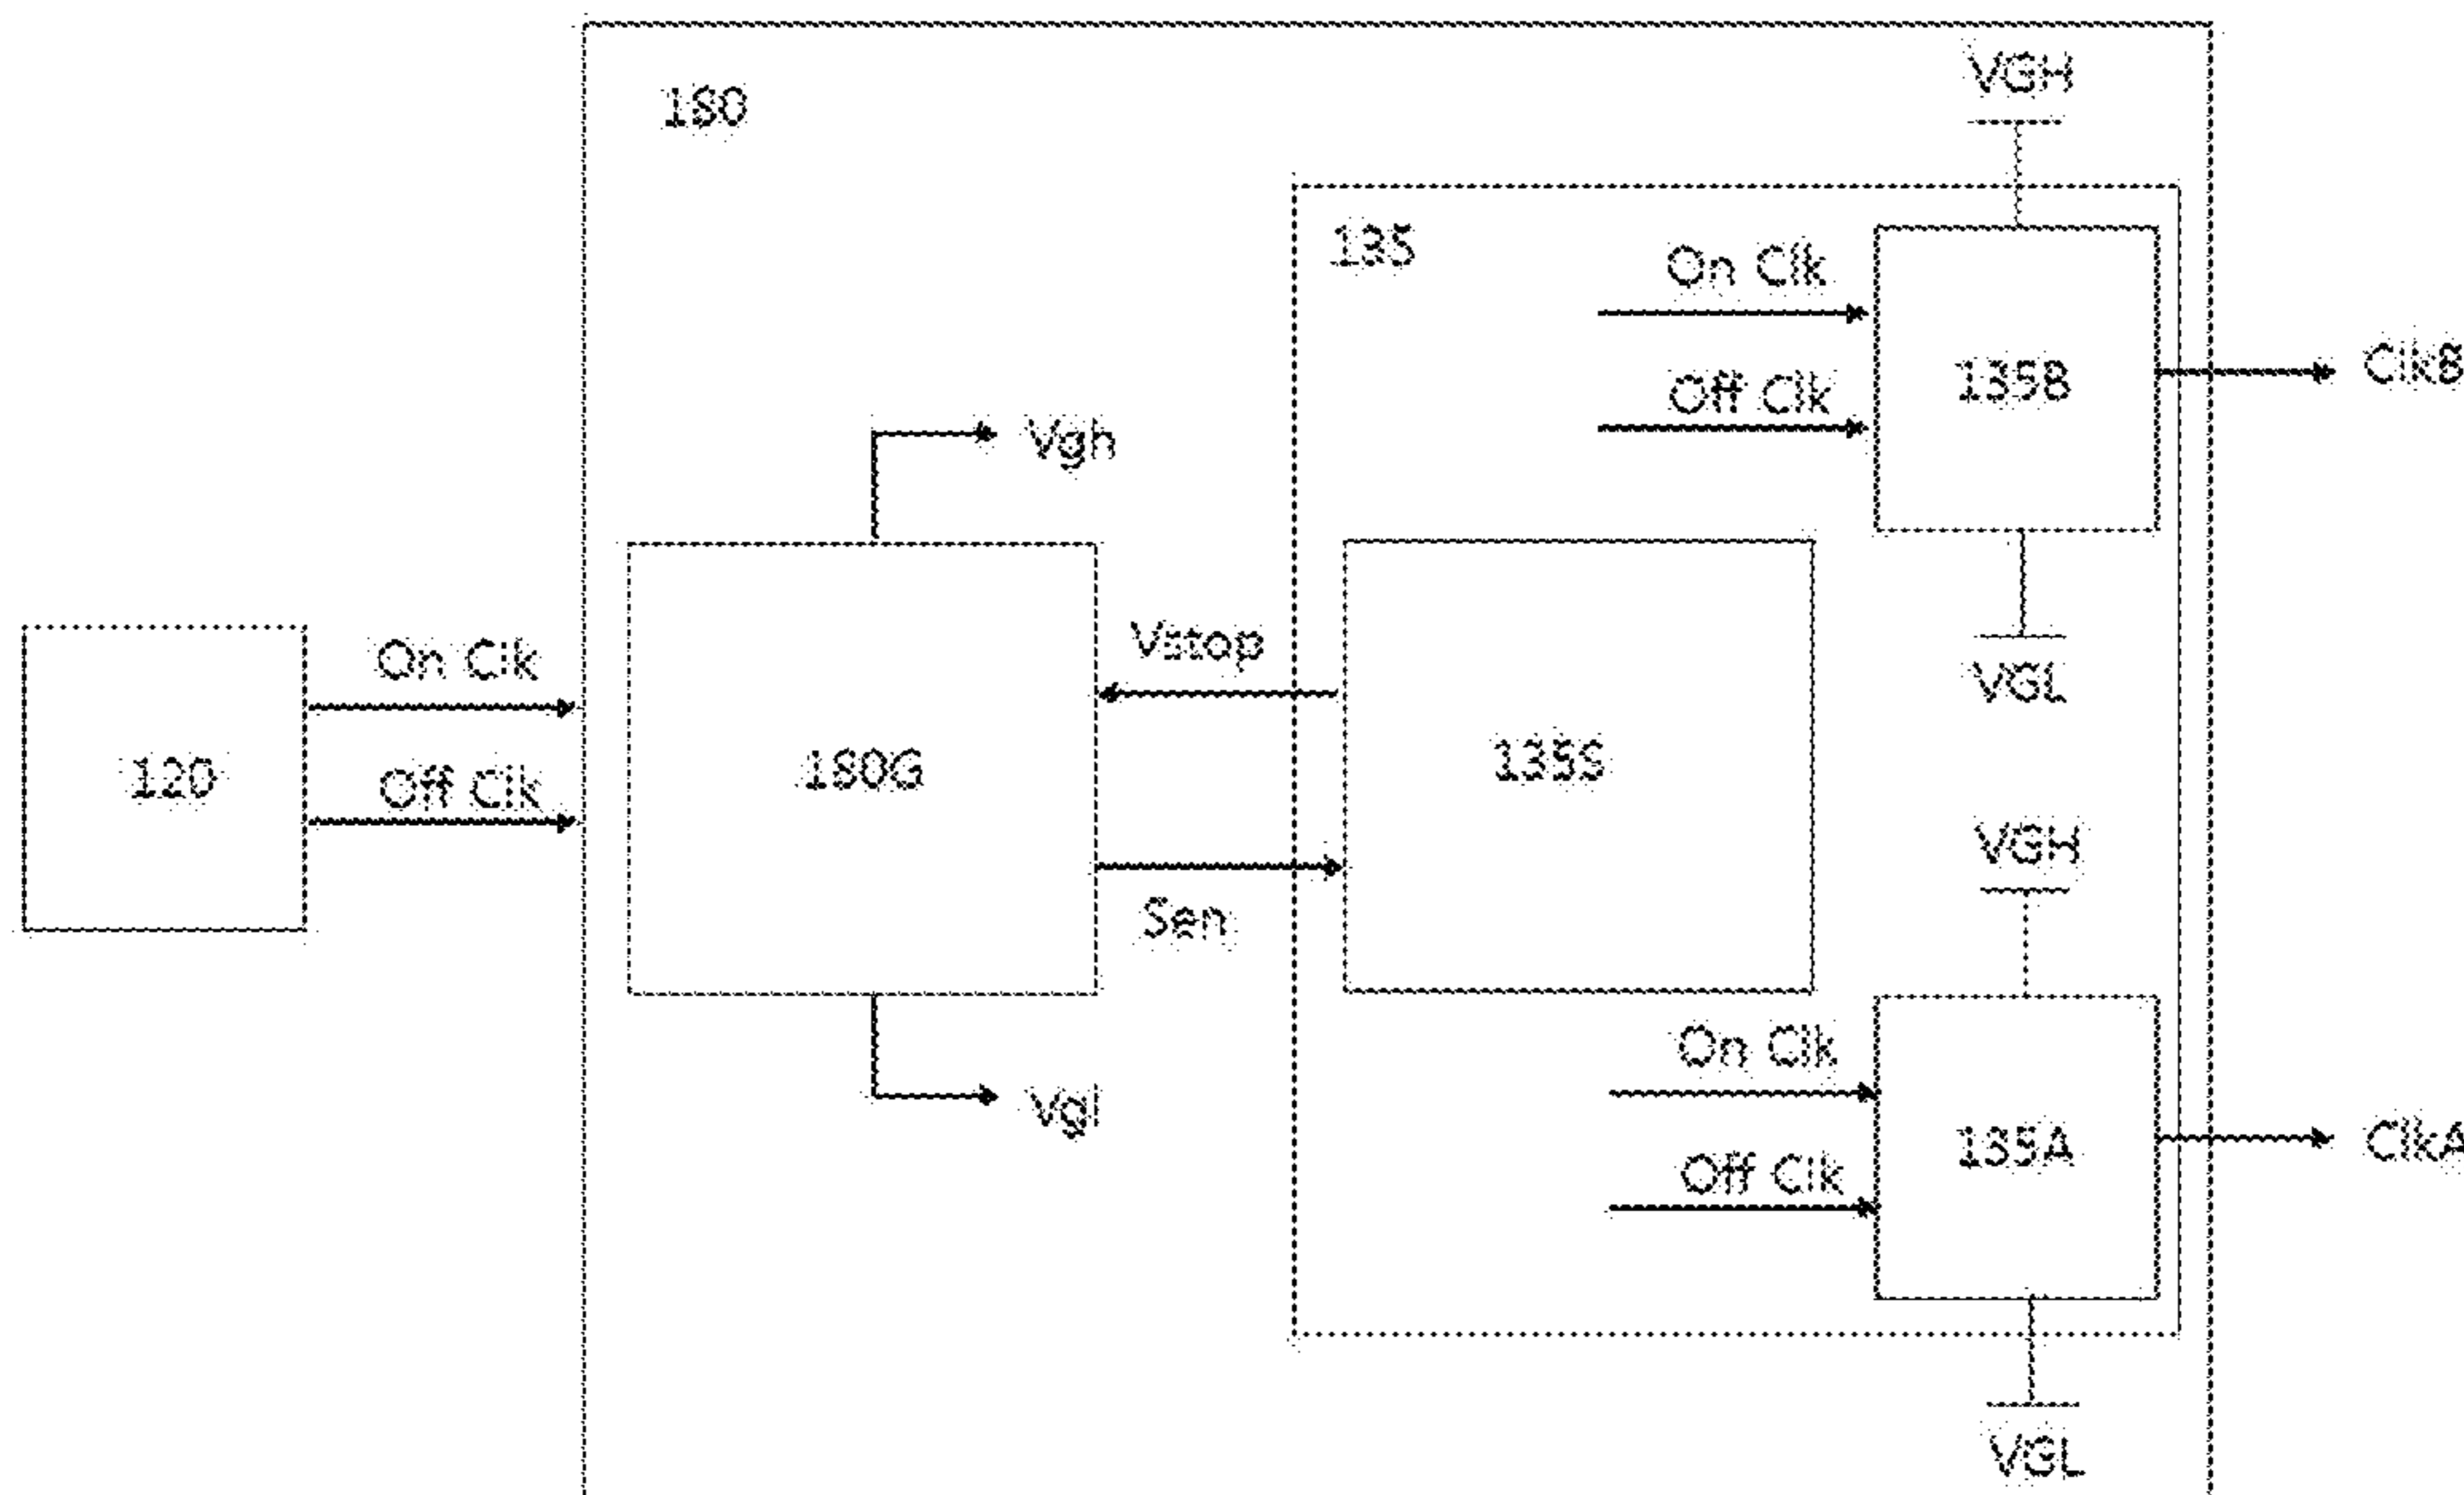 180
VGH
135
On Clk
Off Clk
135B
ClkB
VGL
Vgh
120
On Clk
Off Clk
180G
Vstop
Sen
135S
Vgl
VGH
On Clk
Off Clk
135A
ClkA
VGL